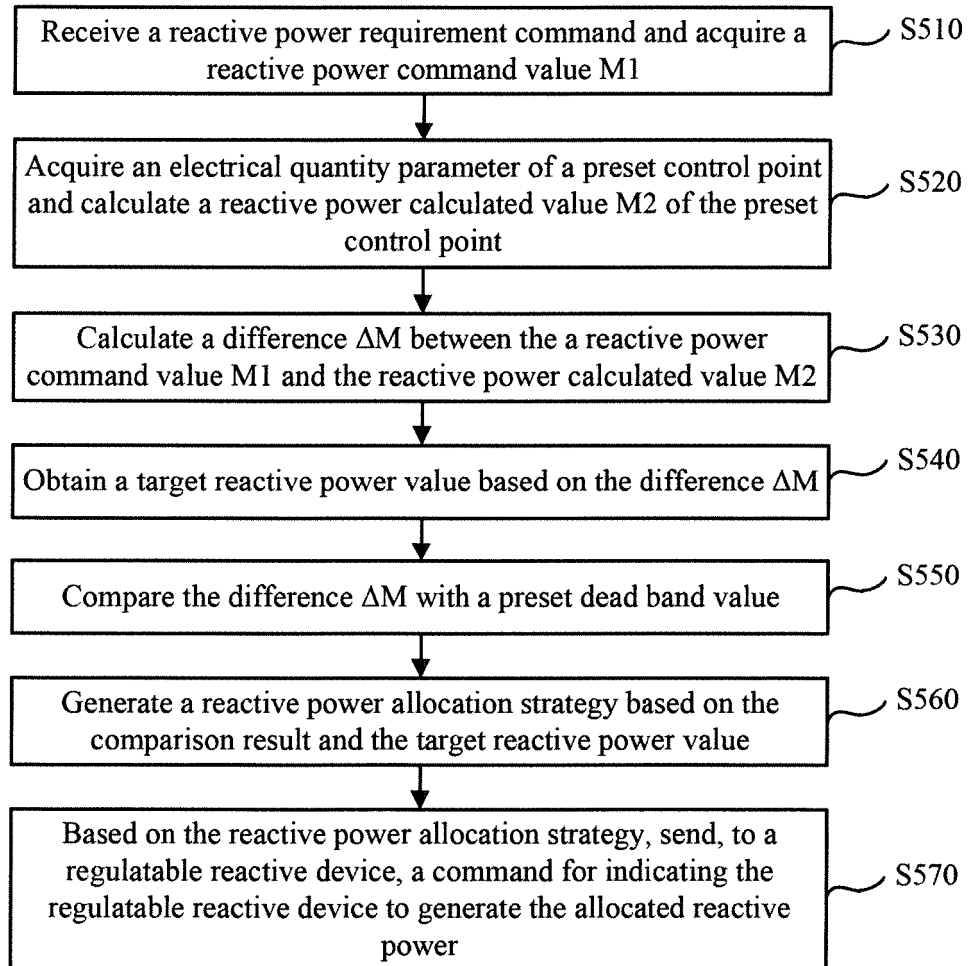 Receive a reactive power requirement command and acquire a
reactive power command value M1
S510
Acquire an electrical quantity parameter of a preset control point
and calculate a reactive power calculated value M2 of the preset
control point
S520
Calculate a difference ΔM between the a reactive power
command value M1 and the reactive power calculated value M2
S530
Obtain a target reactive power value based on the difference ΔM
S540
Compare the difference ΔM with a preset dead band value
S550
Generate a reactive power allocation strategy based on the
comparison result and the target reactive power value
S560
Based on the reactive power allocation strategy, send, to a
regulatable reactive device, a command for indicating the
regulatable reactive device to generate the allocated reactive
power
S570